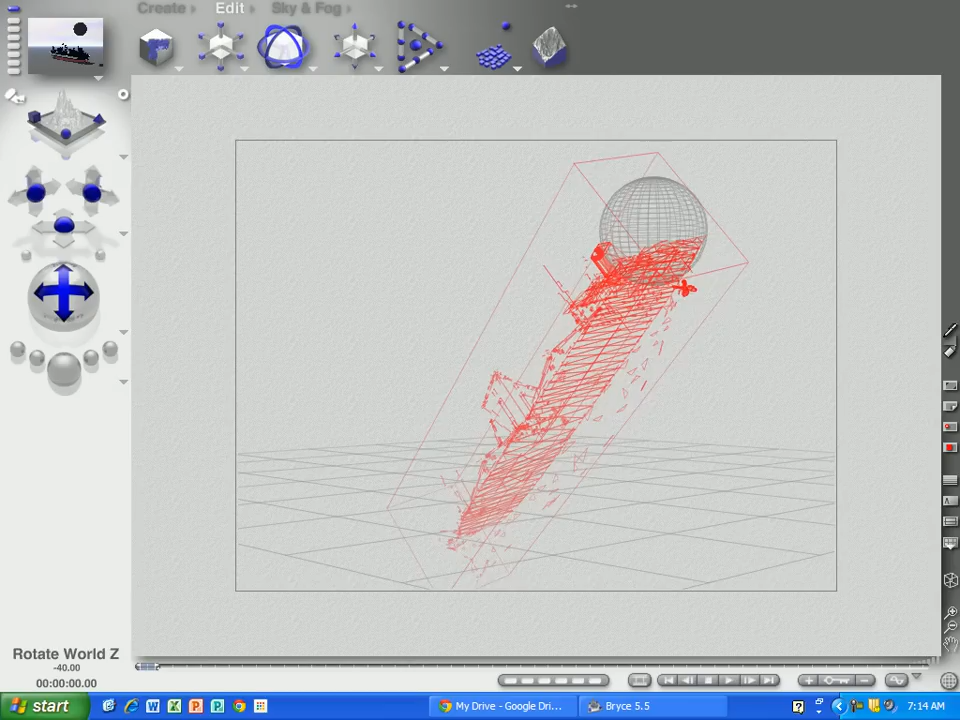 Create
Edit
Sky & Fog
Rotate World Z
-40.00
00:00:00.00
start
My Drive - Google Dri...
Bryce 5.5
7:14 AM